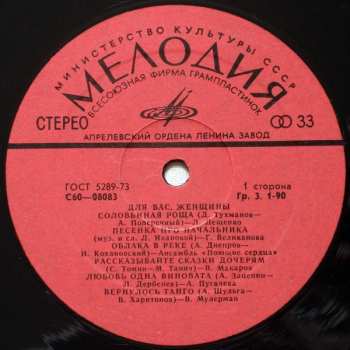 МИНИСТЕРСТВО КУЛЬТУРЫ СССР
МЕЛОДИЯ
ВСЕСОЮЗНАЯ ФИРМА ГРАМПЛАСТИНОК
СТЕРЕО
33
АПРЕЛЕВСКИЙ ОРДЕНА ЛЕНИНА ЗАВОД
ГОСТ 5289-73
1 сторона
С60—08083
Гр. 3. 1-90
ДЛЯ ВАС, ЖЕНЩИНЫ
СОЛОВЬИНАЯ РОЩА (Д. Тухманов —
А. Поперечный) — Л. Лещенко
ПЕСЕНКА ПРО НАЧАЛЬНИКА
(муз. и сл. Л. Ивановой) — Г. Великанова
ОБЛАКА В РЕКЕ (А. Днепров —
И. Кохановский) — Ансамбль «Поющие сердца»
РАССКАЗЫВАЙТЕ СКАЗКИ ДОЧЕРЯМ
(С. Томин — М. Танич) — В. Макаров
ЛЮБОВЬ ОДНА ВИНОВАТА (А. Зацепин —
Л. Дербенев) — А. Пугачева
ВЕРНУЛОСЬ ТАНГО (А. Шульга —
В. Харитонов) — В. Мулерман